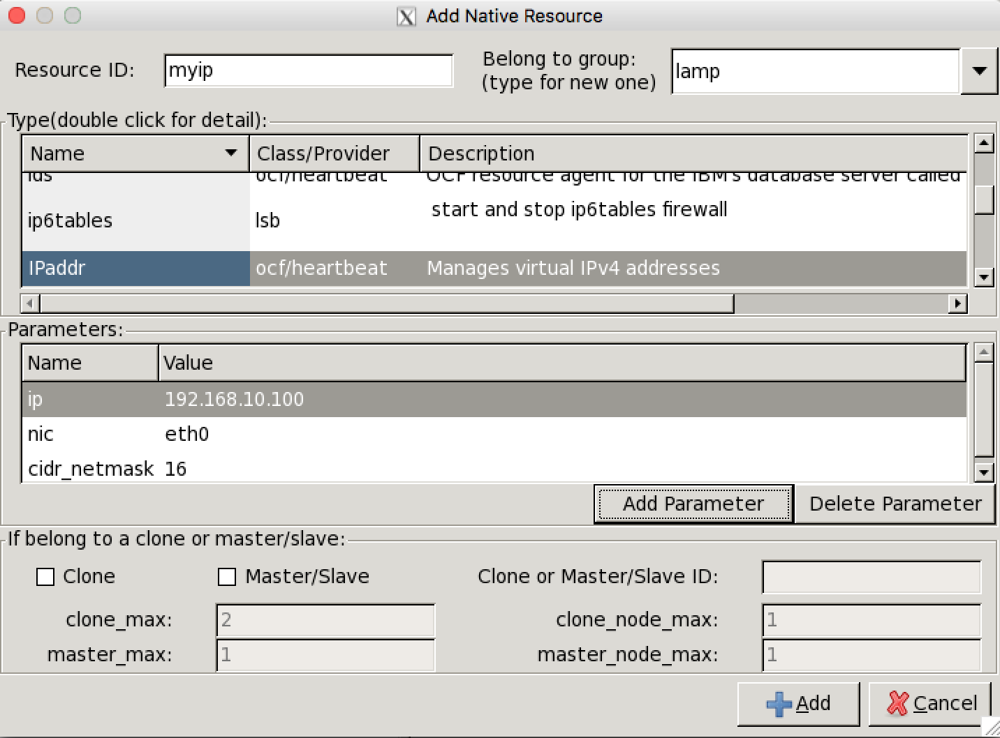 Add Native Resource
Resource ID: myip
Belong to group:
(type for new one)
lamp
Type(double click for detail):
Name Class/Provider Description
ids ocf/heartbeat OCF resource agent for the IBM's database server called
ip6tables lsb start and stop ip6tables firewall
IPaddr ocf/heartbeat Manages virtual IPv4 addresses
Parameters:
Name Value
ip 192.168.10.100
nic eth0
cidr_netmask 16
Add Parameter Delete Parameter
If belong to a clone or master/slave:
Clone Master/Slave Clone or Master/Slave ID:
clone_max: 2 clone_node_max: 1
master_max: 1 master_node_max: 1
Add Cancel